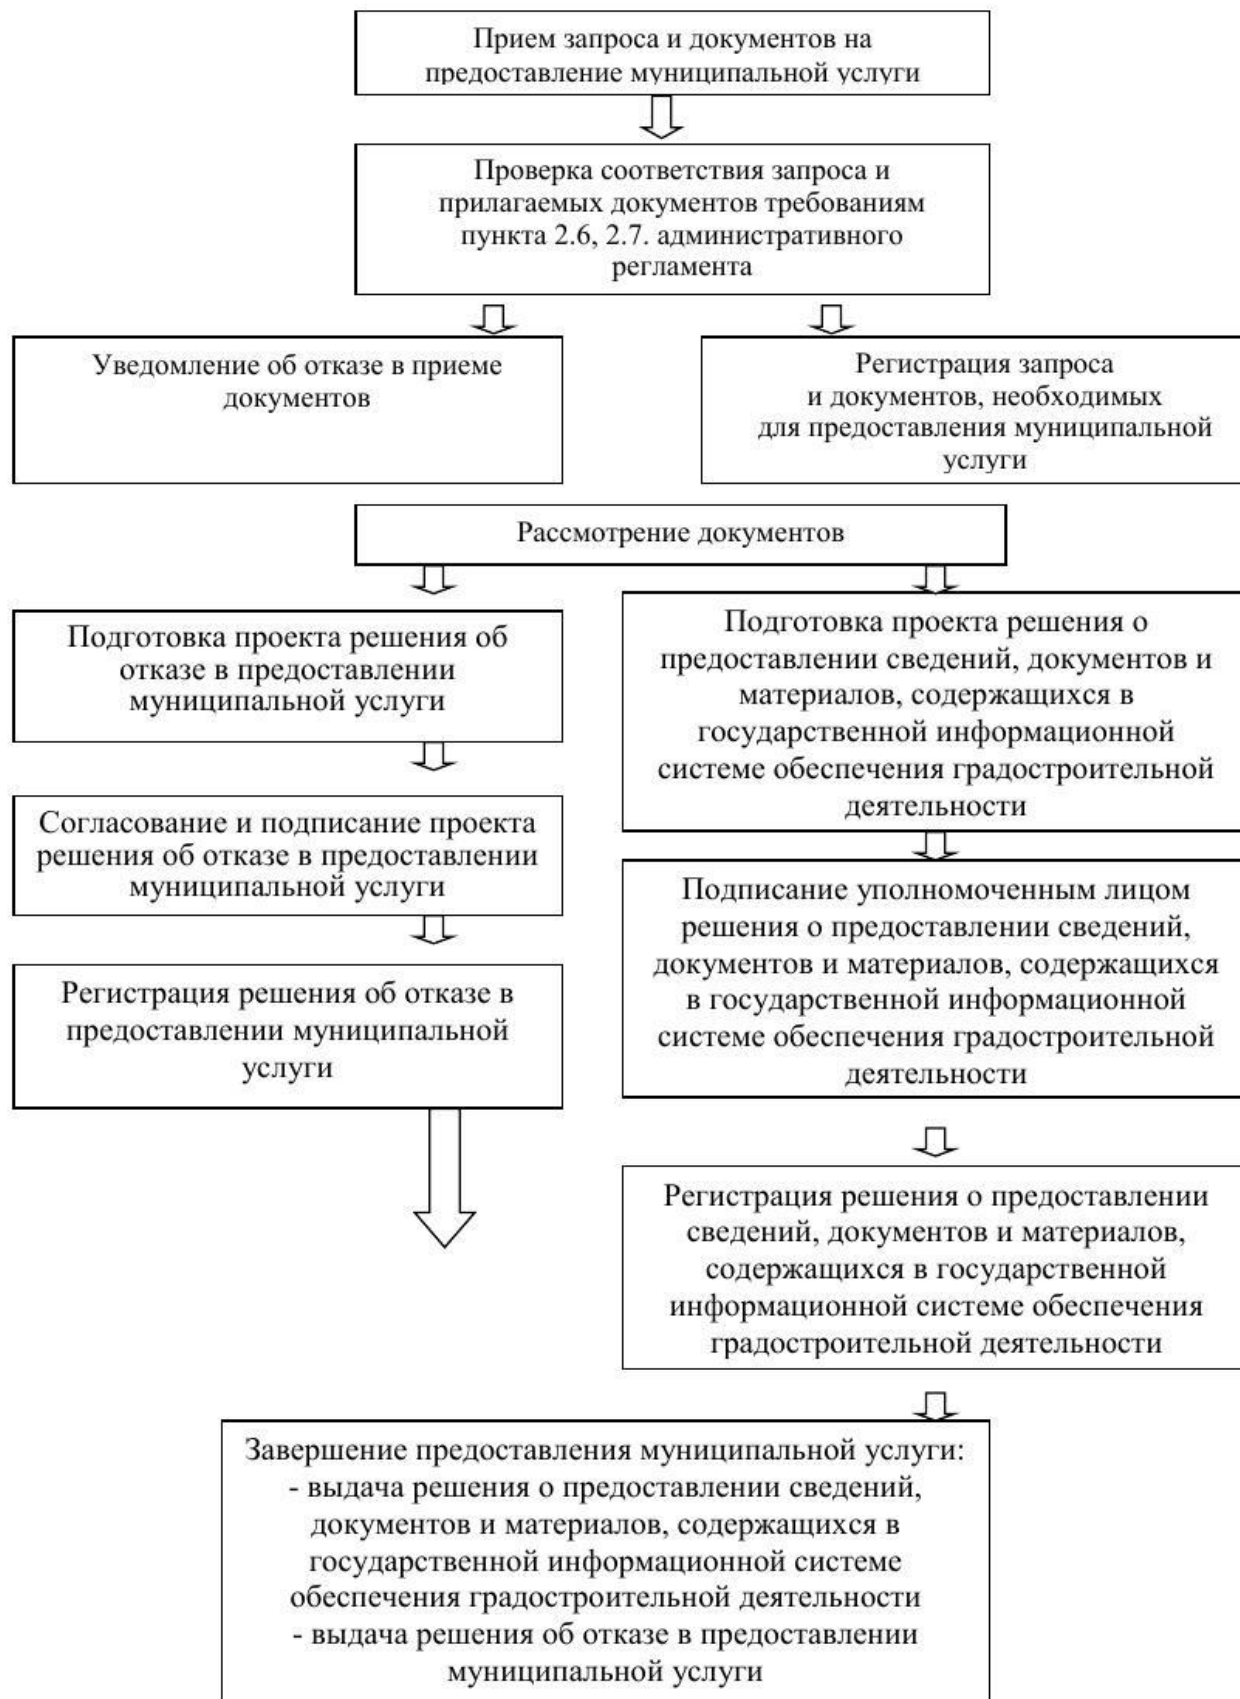 Прием запроса и документов на
предоставление муниципальной услуги
Проверка соответствия запроса и
прилагаемых документов требованиям
пункта 2.6, 2.7. административного
регламента
Уведомление об отказе в приеме
документов
Регистрация запроса
и документов, необходимых
для предоставления муниципальной
услуги
Рассмотрение документов
Подготовка проекта решения об
отказе в предоставлении
муниципальной услуги
Согласование и подписание проекта
решения об отказе в предоставлении
муниципальной услуги
Регистрация решения об отказе в
предоставлении муниципальной
услуги
Подготовка проекта решения о
предоставлении сведений, документов и
материалов, содержащихся в
государственной информационной
системе обеспечения градостроительной
деятельности
Подписание уполномоченным лицом
решения о предоставлении сведений,
документов и материалов, содержащихся
в государственной информационной
системе обеспечения градостроительной
деятельности
Регистрация решения о предоставлении
сведений, документов и материалов,
содержащихся в государственной
информационной системе обеспечения
градостроительной деятельности
Завершение предоставления муниципальной услуги:
- выдача решения о предоставлении сведений,
документов и материалов, содержащихся в
государственной информационной системе
обеспечения градостроительной деятельности
- выдача решения об отказе в предоставлении
муниципальной услуги